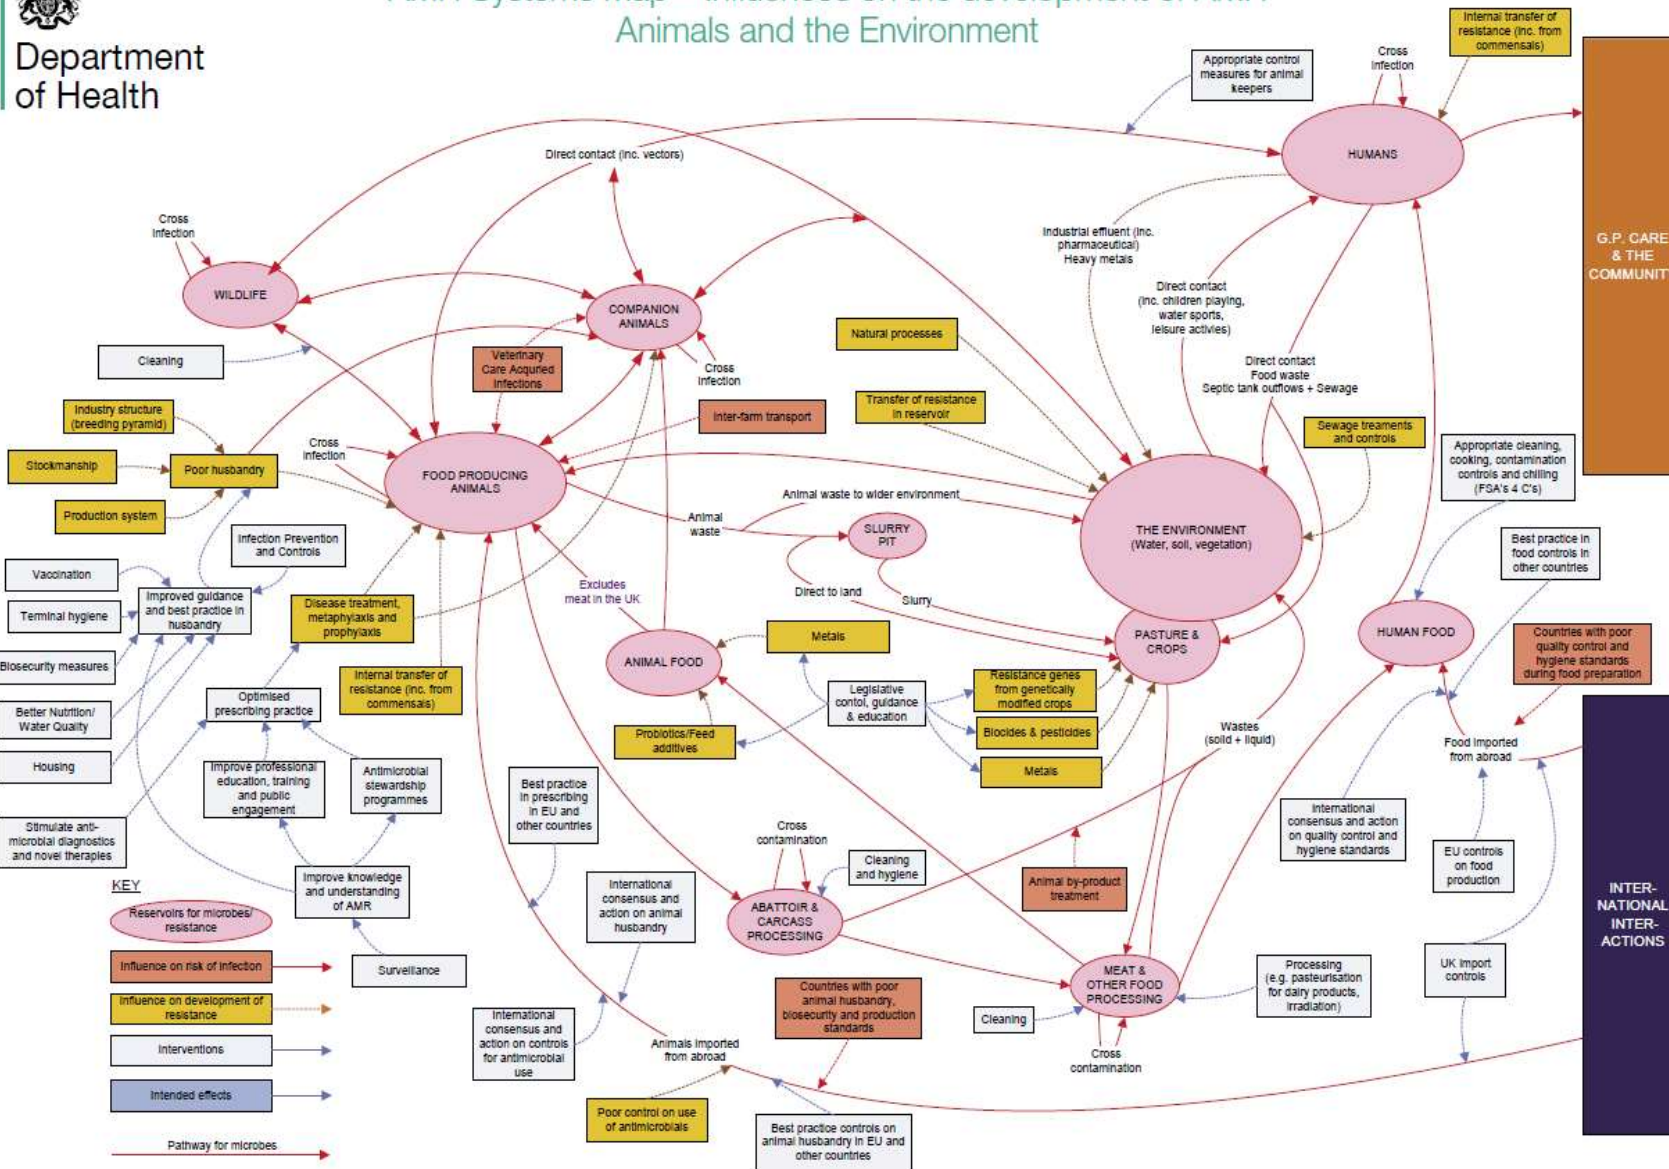 Department
of Health
Animals and the Environment
Internal transfer of
resistance (inc. from
commensals)
Cross
infection
Appropriate control
measures for animal
keepers
HUMANS
G.P. CARE
& THE
COMMUNITY
Direct contact (inc. vectors)
Cross
infection
WILDLIFE
COMPANION
ANIMALS
Industrial effluent (inc.
pharmaceutical)
Heavy metals
Direct contact
(inc. children playing,
water sports,
leisure activies)
Natural processes
Cleaning
Veterinary
Care Acquried
Infections
Cross
infection
Direct contact
Food waste
Septic tank outflows + Sewage
Transfer of resistance
in reservoir
Inter-farm transport
Sewage treaments
and controls
Industry structure
(breeding pyramid)
Stockmanship
Poor husbandry
Production system
Cross
infection
FOOD PRODUCING
ANIMALS
Appropriate cleaning,
cooking, contamination
controls and chilling
(FSA's 4 C's)
Animal waste to wider environment
Animal
waste
SLURRY
PIT
THE ENVIRONMENT
(Water, soil, vegetation)
Best practice in
food controls in
other countries
Infection Prevention
and Controls
Vaccination
Terminal hygiene
Improved guidance
and best practice in
husbandry
Biosecurity measures
Better Nutrition/
Water Quality
Housing
Stimulate anti-
microbial diagnostics
and novel therapies
Disease treatment,
metaphylaxis and
prophylaxis
Internal transfer of
resistance (inc. from
commensals)
Optimised
prescribing practice
Improve professional
education, training
and public
engagement
Antimicrobial
stewardship
programmes
Improve knowledge
and understanding
of AMR
Surveillance
Excludes
meat in the UK
Direct to land
Slurry
ANIMAL FOOD
Metals
Legislative
contol, guidance
& education
Probiotics/Feed
additives
PASTURE &
CROPS
Resistance genes
from genetically
modified crops
Biocides & pesticides
Metals
HUMAN FOOD
Countries with poor
quality control and
hygiene standards
during food preparation
Wastes
(solid + liquid)
Food imported
from abroad
International
consensus and action
on quality control and
hygiene standards
EU controls
on food
production
UK import
controls
INTER-
NATIONAL
INTER-
ACTIONS
Best practice
in prescribing
in EU and
other countries
International
consensus and
action on animal
husbandry
Cross
contamination
Cleaning
and hygiene
ABATTOIR &
CARCASS
PROCESSING
Animal by-product
treatment
MEAT &
OTHER FOOD
PROCESSING
Processing
(e.g. pasteurisation
for dairy products,
irradiation)
Cleaning
Cross
contamination
Countries with poor
animal husbandry,
biosecurity and production
standards
International
consensus and
action on controls
for antimicrobial
use
Animals imported
from abroad
Poor control on use
of antimicrobials
Best practice controls on
animal husbandry in EU and
other countries
KEY
Reservoirs for microbes/
resistance
Influence on risk of infection
Influence on development of
resistance
Interventions
Intended effects
Pathway for microbes